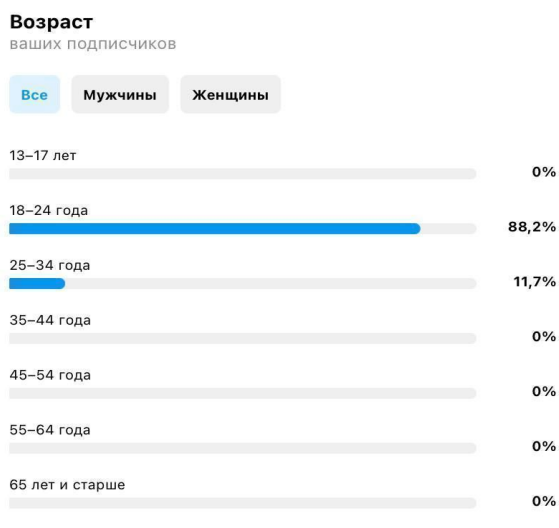 Возраст
ваших подписчиков
Все Мужчины Женщины
13–17 лет
0%
18–24 года
88,2%
25–34 года
11,7%
35–44 года
0%
45–54 года
0%
55–64 года
0%
65 лет и старше
0%